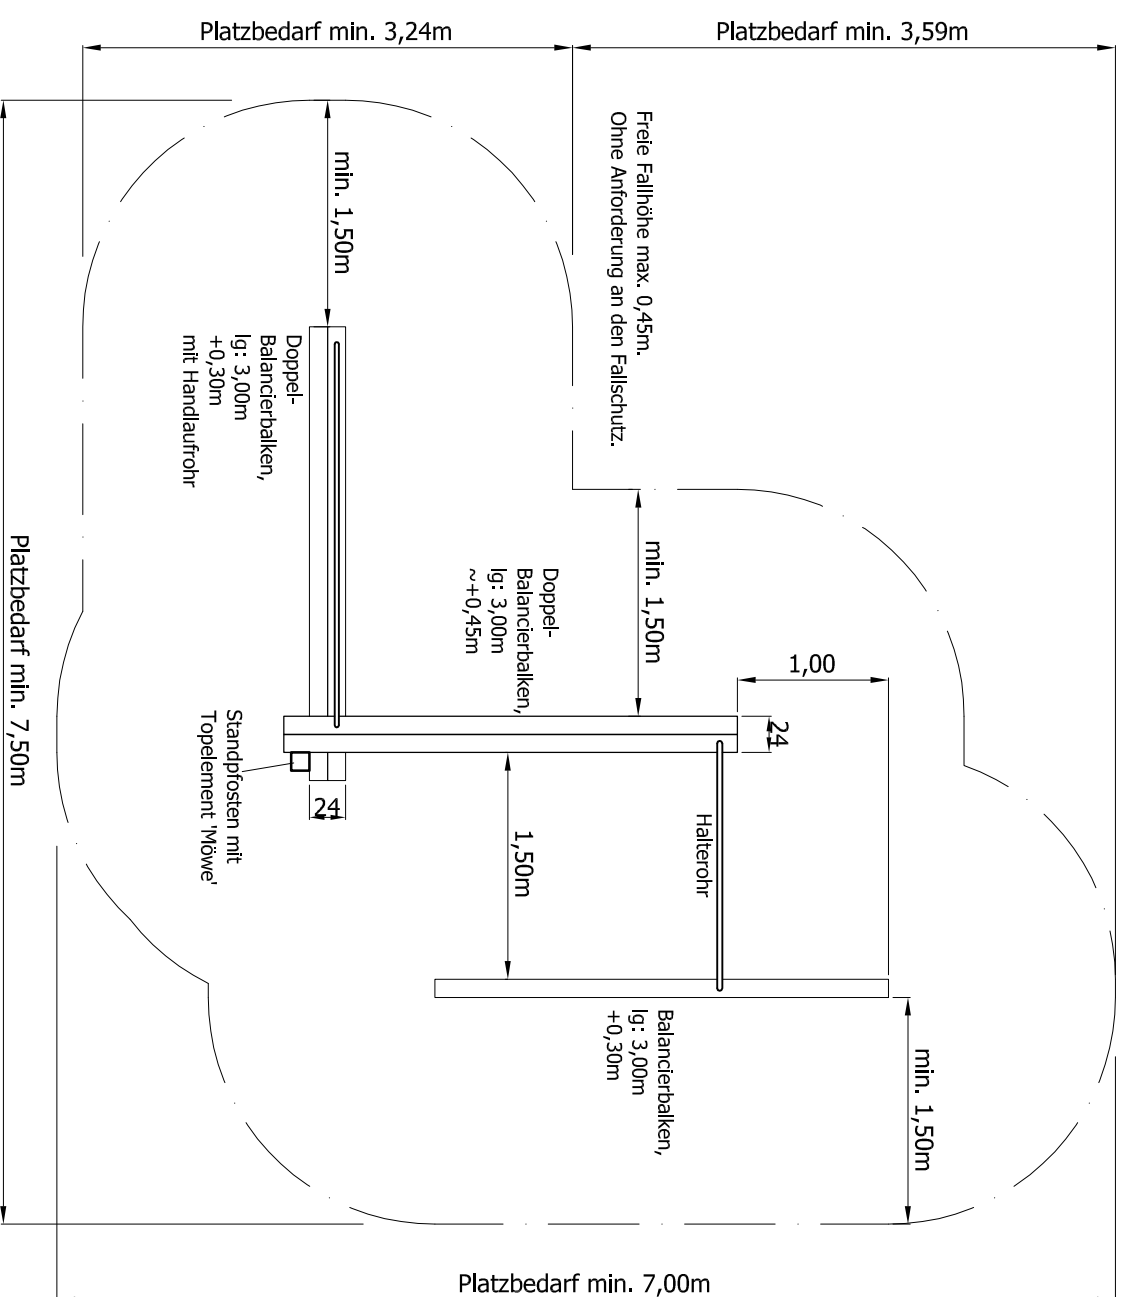 Platzbedarf min. 3,24m
Platzbedarf min. 3,59m
Freie Fallhöhe max. 0,45m.
Ohne Anforderung an den Fallschutz.
min. 1,50m
Doppel-
Balancierbalken,
lg: 3,00m
+0,30m
mit Handlaufrohr
min. 1,50m
Doppel-
Balancierbalken,
lg: 3,00m
~+0,45m
1,00
24
Platzbedarf min. 7,50m
Standpfosten mit
Topelement 'Möwe'
24
1,50m
Halterohr
Balancierbalken,
lg: 3,00m
+0,30m
min. 1,50m
Platzbedarf min. 7,00m